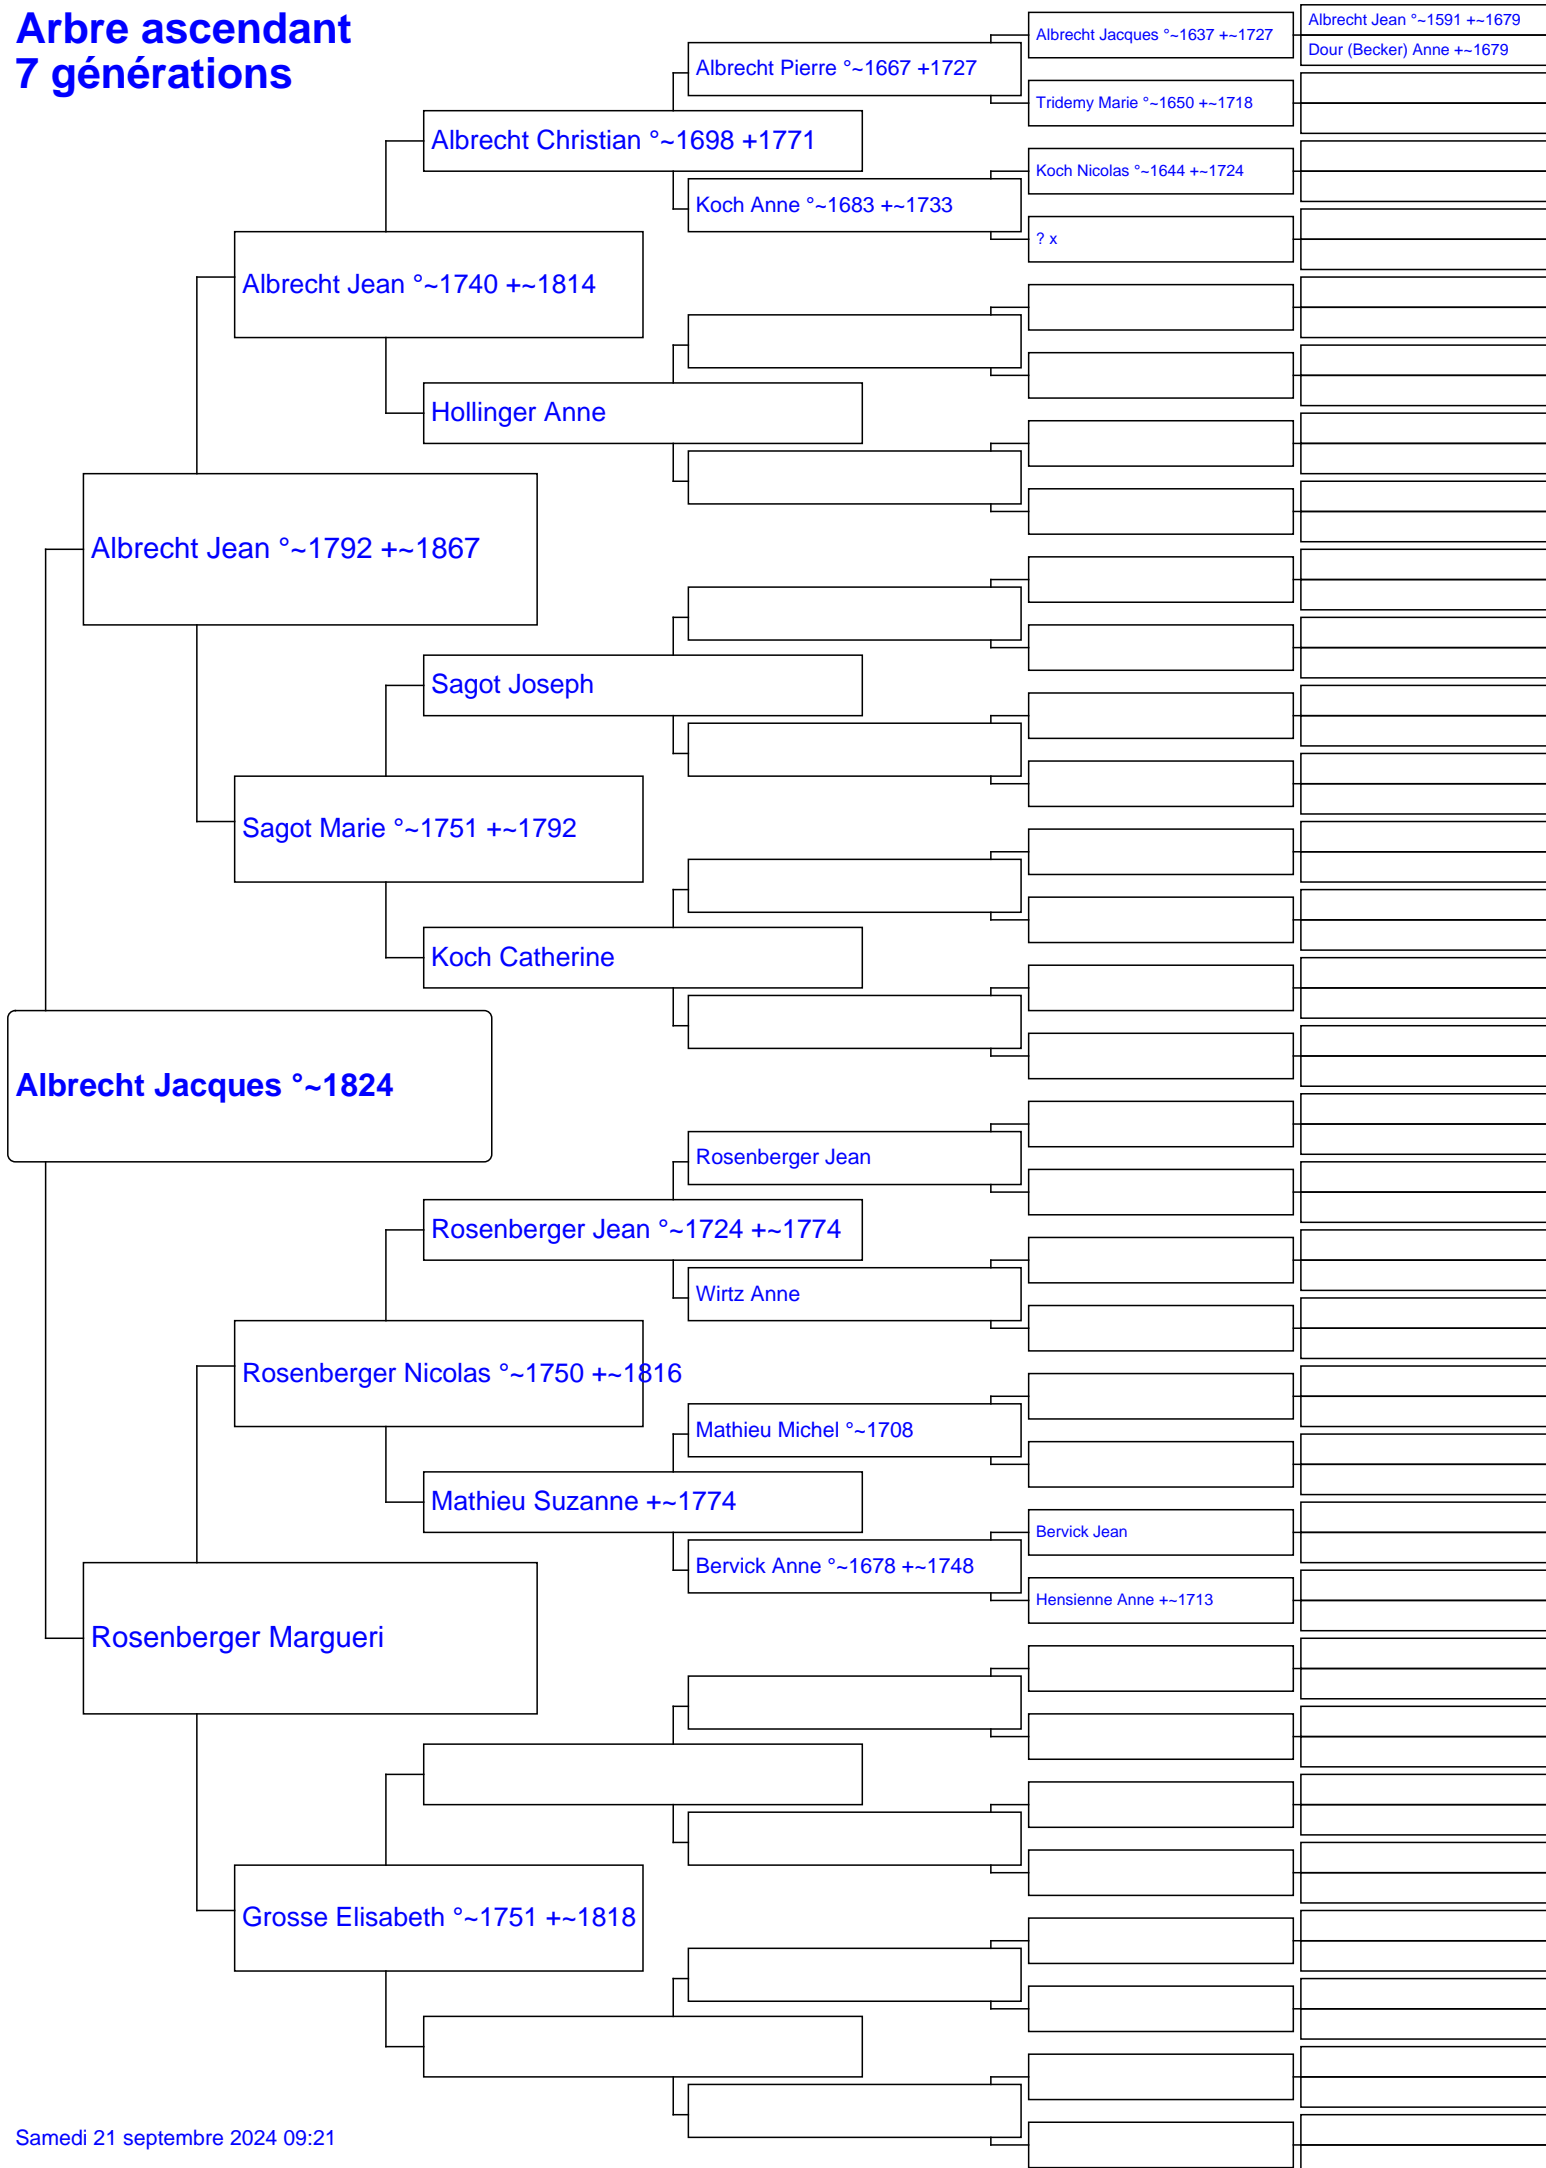 Arbre ascendant
7 générations
Albrecht Jean °~1591 +~1679
Albrecht Jacques °~1637 +~1727
Dour (Becker) Anne +~1679
Albrecht Pierre °~1667 +1727
Tridemy Marie °~1650 +~1718
Albrecht Christian °~1698 +1771
Koch Nicolas °~1644 +~1724
Koch Anne °~1683 +~1733
? x
Albrecht Jean °~1740 +~1814
Hollinger Anne
Albrecht Jean °~1792 +~1867
Sagot Joseph
Sagot Marie °~1751 +~1792
Koch Catherine
Albrecht Jacques °~1824
Rosenberger Jean
Rosenberger Jean °~1724 +~1774
Wirtz Anne
Rosenberger Nicolas °~1750 +~1816
Mathieu Michel °~1708
Mathieu Suzanne +~1774
Bervick Jean
Bervick Anne °~1678 +~1748
Hensienne Anne +~1713
Rosenberger Margueri
Grosse Elisabeth °~1751 +~1818
Samedi 21 septembre 2024 09:21